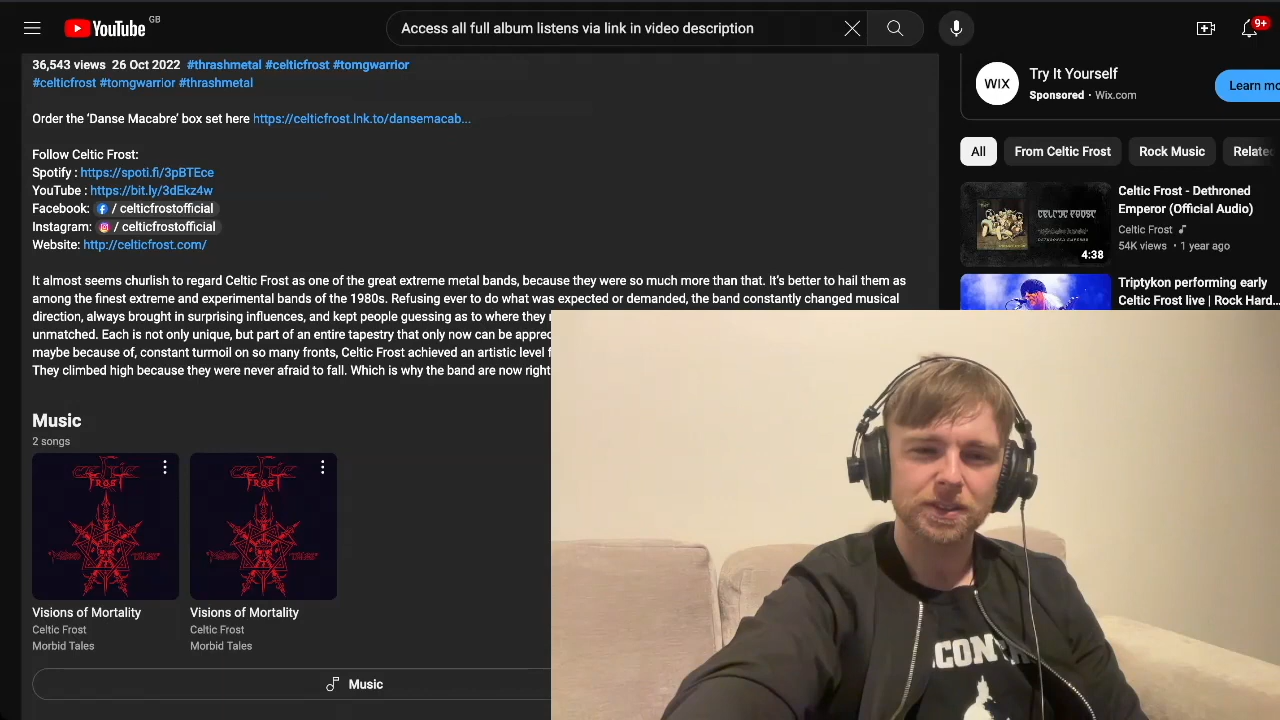 YouTube GB
Access all full album listens via link in video description
9+
36,543 views 26 Oct 2022 #thrashmetal #celticfrost #tomgwarrior
#celticfrost #tomgwarrior #thrashmetal
Order the ‘Danse Macabre’ box set here https://celticfrost.lnk.to/dansemacab...
Follow Celtic Frost:
Spotify : https://spoti.fi/3pBTEce
YouTube : https://bit.ly/3dEkz4w
Facebook: / celticfrostofficial
Instagram: / celticfrostofficial
Website: http://celticfrost.com/
It almost seems churlish to regard Celtic Frost as one of the great extreme metal bands, because they were so much more than that. It’s better to hail them as
among the finest extreme and experimental bands of the 1980s. Refusing ever to do what was expected or demanded, the band constantly changed musical
direction, always brought in surprising influences, and kept people guessing as to where they
unmatched. Each is not only unique, but part of an entire tapestry that only now can be
maybe because of, constant turmoil on so many fronts, Celtic Frost achieved an artistic level
They climbed high because they were never afraid to fall. Which is why the band are now right
Music
2 songs
CELTIC FROST
MORBID TALES
Visions of Mortality
Celtic Frost
Morbid Tales
CELTIC FROST
MORBID TALES
Visions of Mortality
Celtic Frost
Morbid Tales
Music
WIX
Try It Yourself
Sponsored · Wix.com
Learn mo
All
From Celtic Frost
Rock Music
Relate
CELTIC FROST
4:38
Celtic Frost - Dethroned
Emperor (Official Audio)
Celtic Frost
54K views · 1 year ago
Triptykon performing early
Celtic Frost live | Rock Hard...